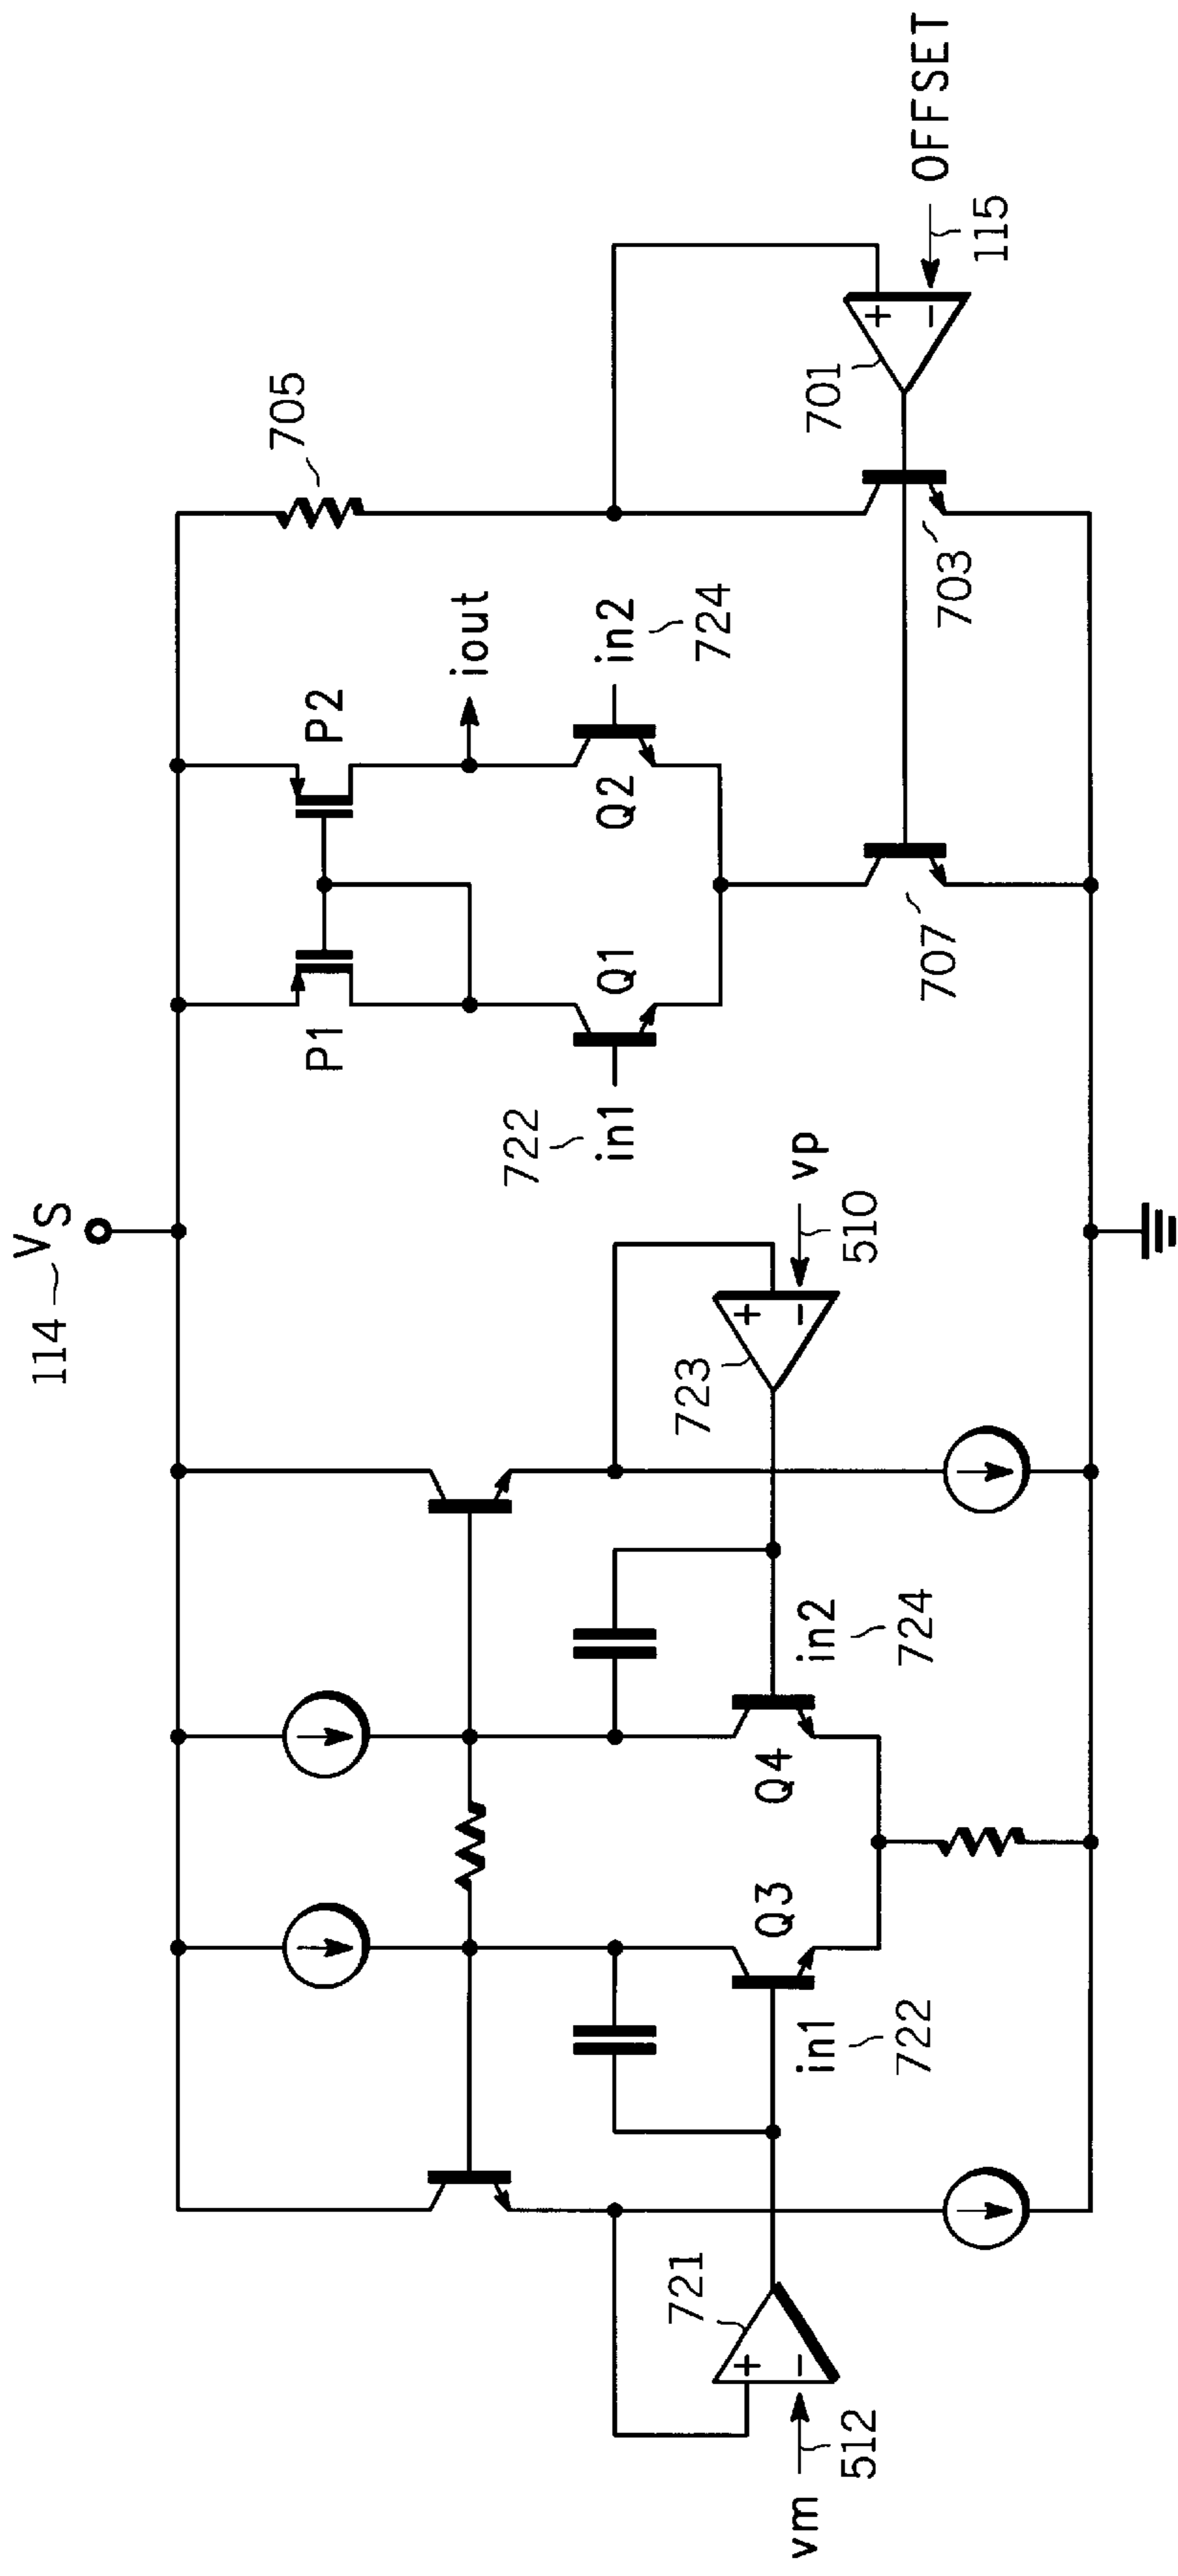 114
VS
705
P1
P2
iout
722
in1
Q1
Q2
in2
724
701
+
−
OFFSET
115
703
707
vm
512
721
+
−
in1
722
Q3
Q4
in2
724
723
+
−
vp
510